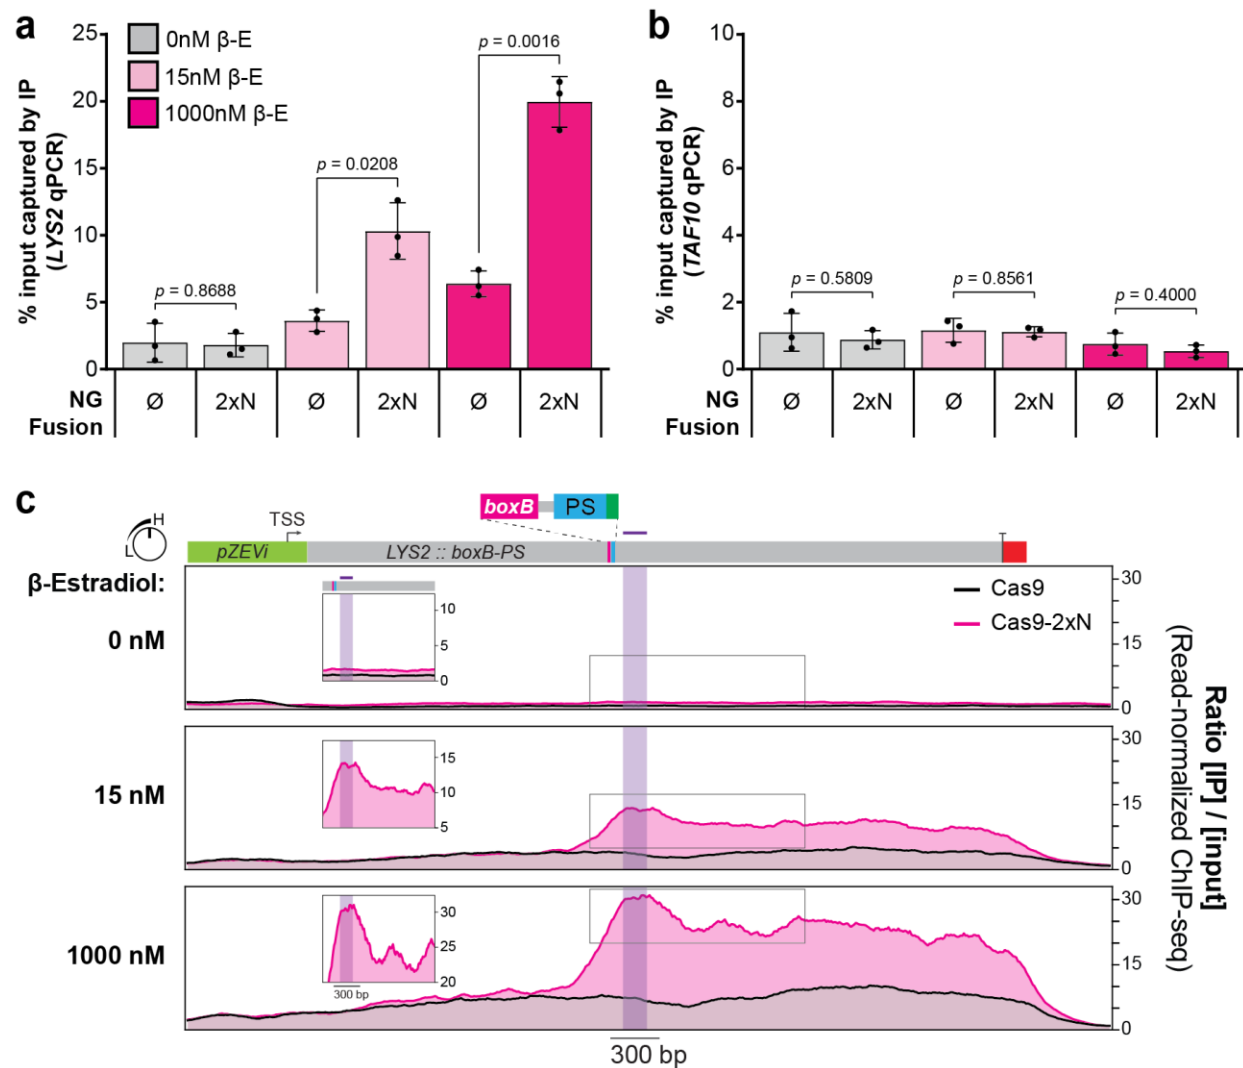 a
% input captured by IP
(LYS2 qPCR)
25
20
15
10
5
0
0nM β-E
15nM β-E
1000nM β-E
p = 0.8688
p = 0.0208
p = 0.0016
NG
Fusion
Ø
2xN
Ø
2xN
Ø
2xN
b
% input captured by IP
(TAF10 qPCR)
10
8
6
4
2
0
p = 0.5809
p = 0.8561
p = 0.4000
NG
Fusion
Ø
2xN
Ø
2xN
Ø
2xN
c
boxB
PS
L
H
TSS
pZEVi
LYS2 :: boxB-PS
β-Estradiol:
0 nM
10
5
0
Cas9
Cas9-2xN
30
15
0
15 nM
15
10
5
30
15
0
1000 nM
30
25
20
300 bp
30
15
0
300 bp
Ratio [IP] / [input]
(Read-normalized ChIP-seq)